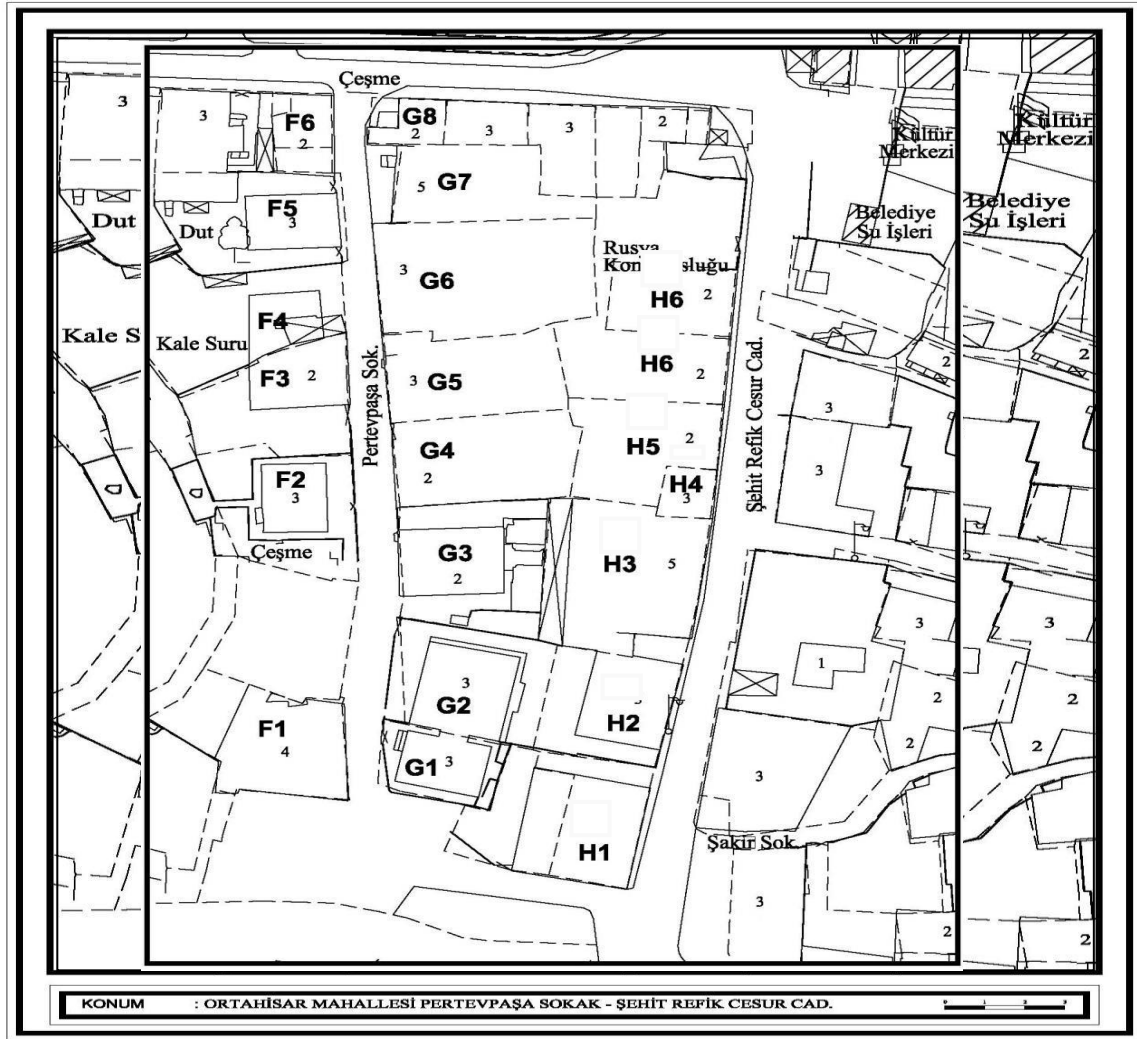 Çeşme
3
3
F6
2
G8
2
3
3
2
Kültür
Merkezi
Kültür
Merkezi
5
G7
F5
3
Dut
Dut
Belediye
Su İşleri
Belediye
Su İşleri
Rusya
3
G6
H6
2
F4
Kale S
Kale Suru
F3
2
Pertevpaşa Sok.
3
G5
H6
2
Şehit Refik Cesur Cad.
2
2
3
G4
2
H5
2
3
F2
3
H4
3
Çeşme
G3
2
H3
5
3
3
1
3
G2
2
2
H2
F1
4
G1
3
2
2
3
H1
Şakir Sok.
3
2
2
KONUM : ORTAHİSAR MAHALLESİ PERTEVPAŞA SOKAK - ŞEHİT REFİK CESUR CAD.